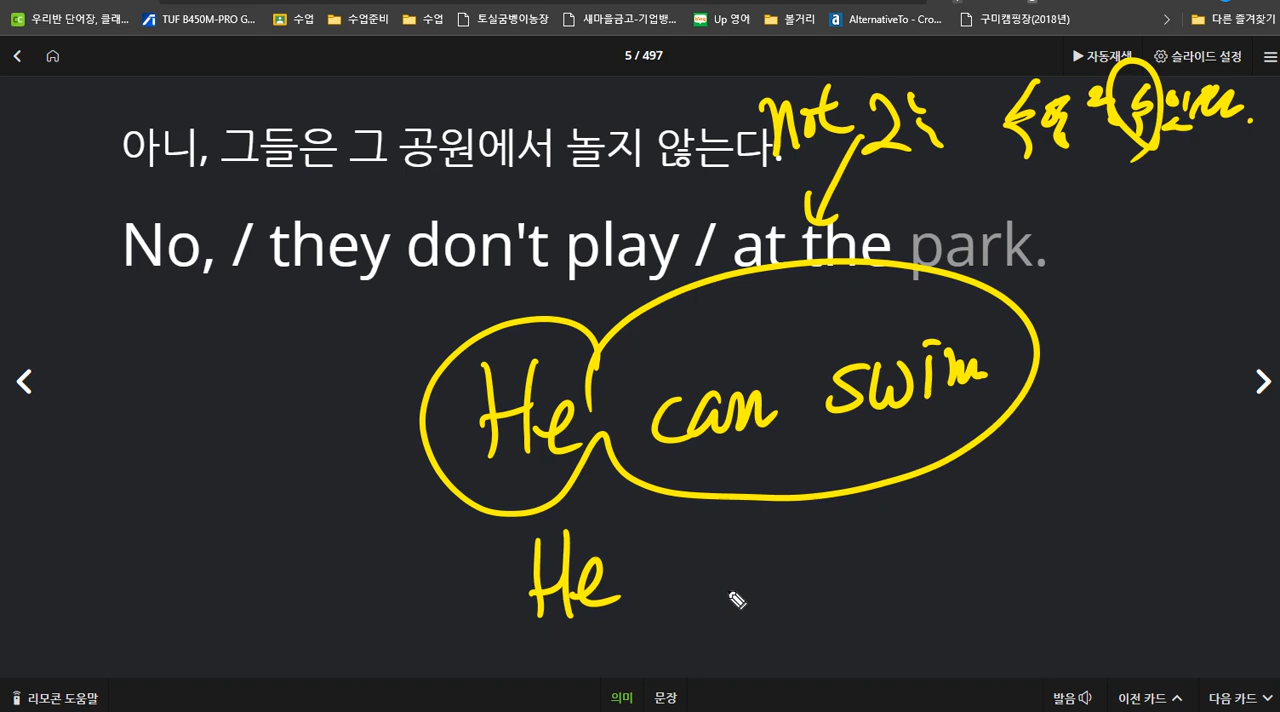 우리반 단어장, 클래... TUF B450M-PRO G... 수업 수업준비 수업 토실굼벵이농장 새마을금고-기업뱅... Up 영어 볼거리 AlternativeTo - Cro... 구미캠핑장(2018년) 다른 즐겨찾기
5 / 497 자동재생 슬라이드 설정
not
아니, 그들은 그 공원에서 놀지 않는다.
No, / they don't play / at the park.
He can swim
He
리모콘 도움말 의미 문장 발음 이전 카드 다음 카드